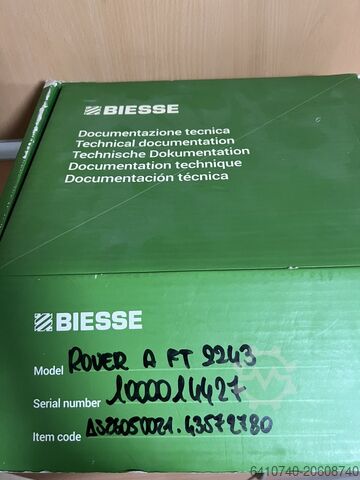 BIESSE
Documentazione tecnica
Technical documentation
Technische Dokumentation
Documentation technique
Documentación técnica
BIESSE
Model ROVER A FT 2243
Serial number 1000014427
Item code
6410740-20608740